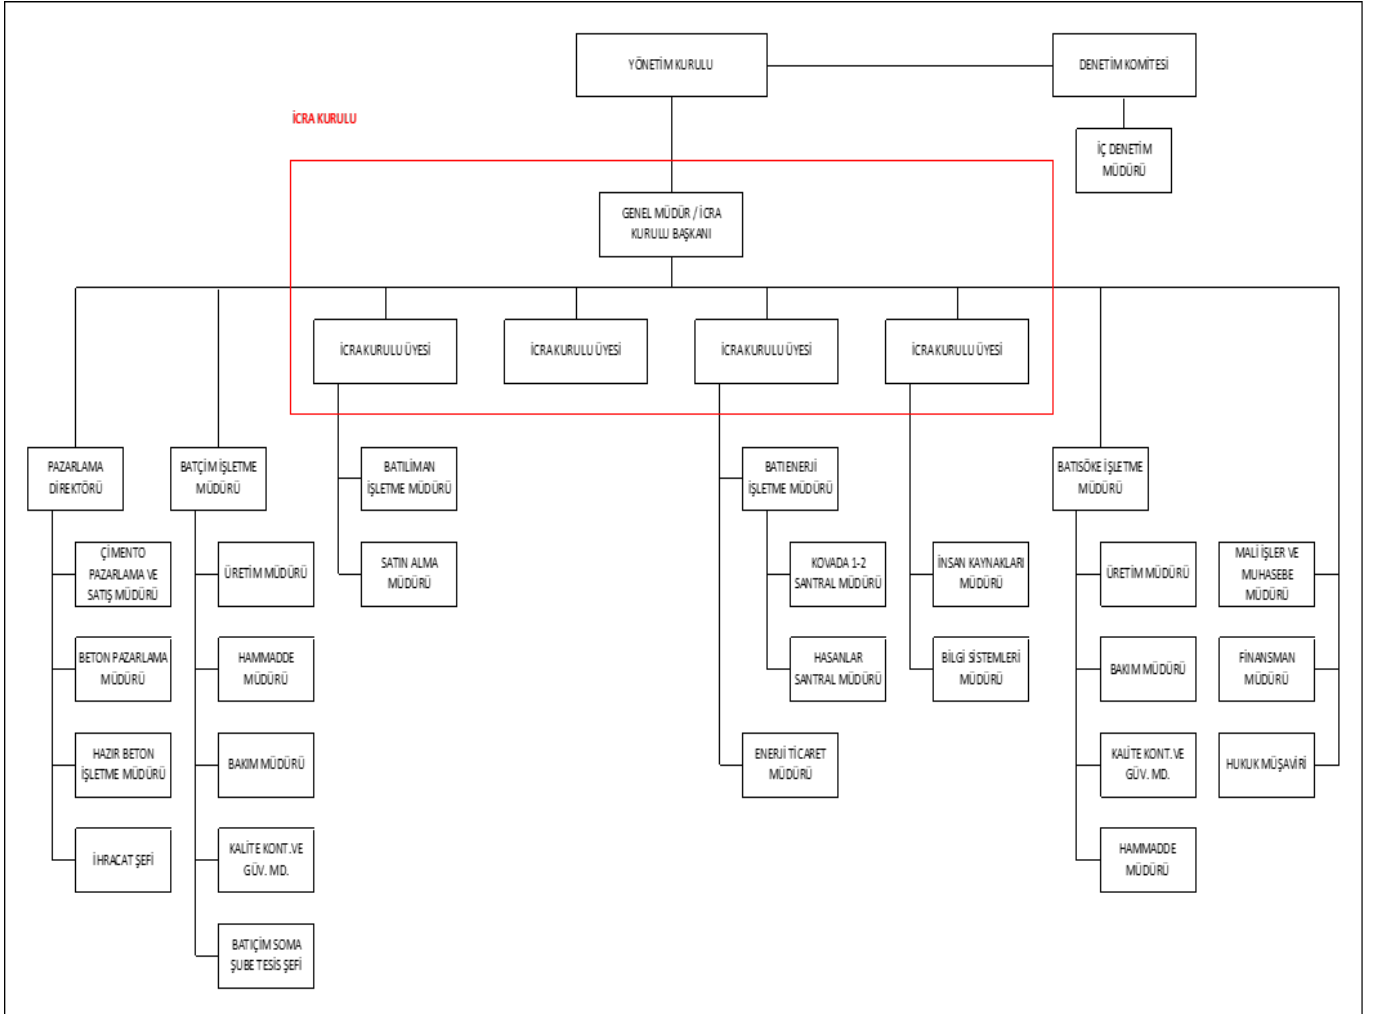 YÖNETİM KURULU
DENETİM KOMİTESİ
İCRA KURULU
İÇ DENETİM
MÜDÜRÜ
GENEL MÜDÜR / İCRA
KURULU BAŞKANI
İCRA KURULU ÜYESİ
İCRA KURULU ÜYESİ
İCRA KURULU ÜYESİ
İCRA KURULU ÜYESİ
PAZARLAMA
DİREKTÖRÜ
BATÇİM İŞLETME
MÜDÜRÜ
BATILİMAN
İŞLETME MÜDÜRÜ
BATI ENERJİ
İŞLETME MÜDÜRÜ
BATISÖKE İŞLETME
MÜDÜRÜ
ÇİMENTO
PAZARLAMA VE
SATIŞ MÜDÜRÜ
ÜRETİM MÜDÜRÜ
SATIN ALMA
MÜDÜRÜ
KOVADA 1-2
SANTRAL MÜDÜRÜ
İNSAN KAYNAKLARI
MÜDÜRÜ
ÜRETİM MÜDÜRÜ
MALİ İŞLER VE
MUHASEBE
MÜDÜRÜ
BETON PAZARLAMA
MÜDÜRÜ
HAMMADDE
MÜDÜRÜ
HASANLAR
SANTRAL MÜDÜRÜ
BİLGİ SİSTEMLERİ
MÜDÜRÜ
BAKIM MÜDÜRÜ
FİNANSMAN
MÜDÜRÜ
HAZIR BETON
İŞLETME MÜDÜRÜ
BAKIM MÜDÜRÜ
ENERJİ TİCARET
MÜDÜRÜ
KALİTE KONT. VE
GÜV. MD.
HUKUK MÜŞAVİRİ
İHRACAT ŞEFİ
KALİTE KONT. VE
GÜV. MD.
HAMMADDE
MÜDÜRÜ
BATIÇİM SOMA
ŞUBE TESİS ŞEFİ